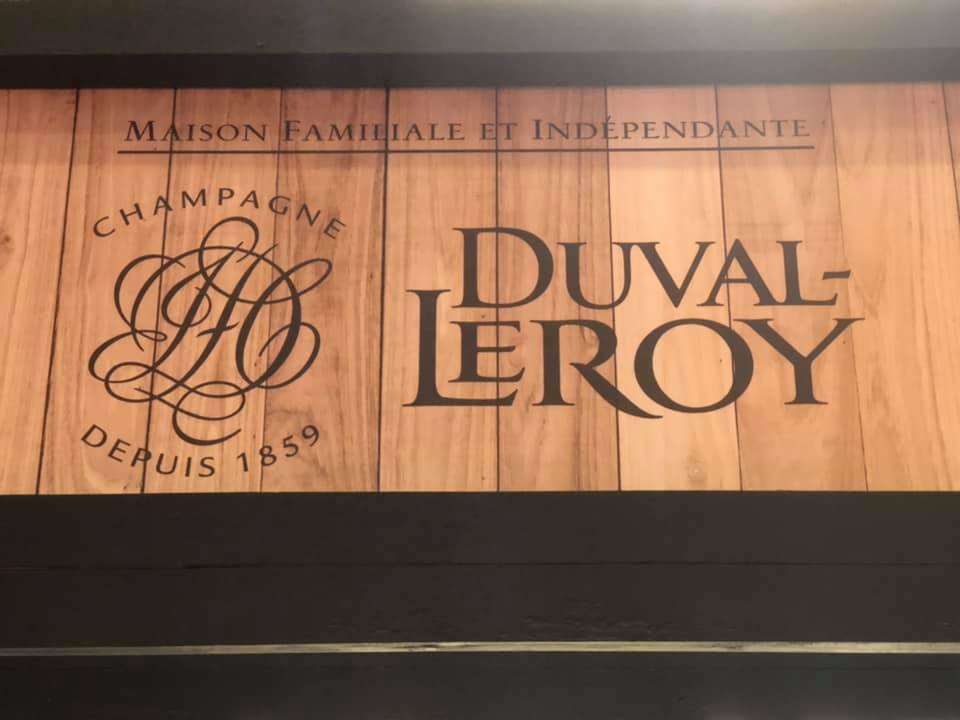 MAISON FAMILIALE ET INDÉPENDANTE
CHAMPAGNE
DEPUIS 1859
DUVAL-
LEROY